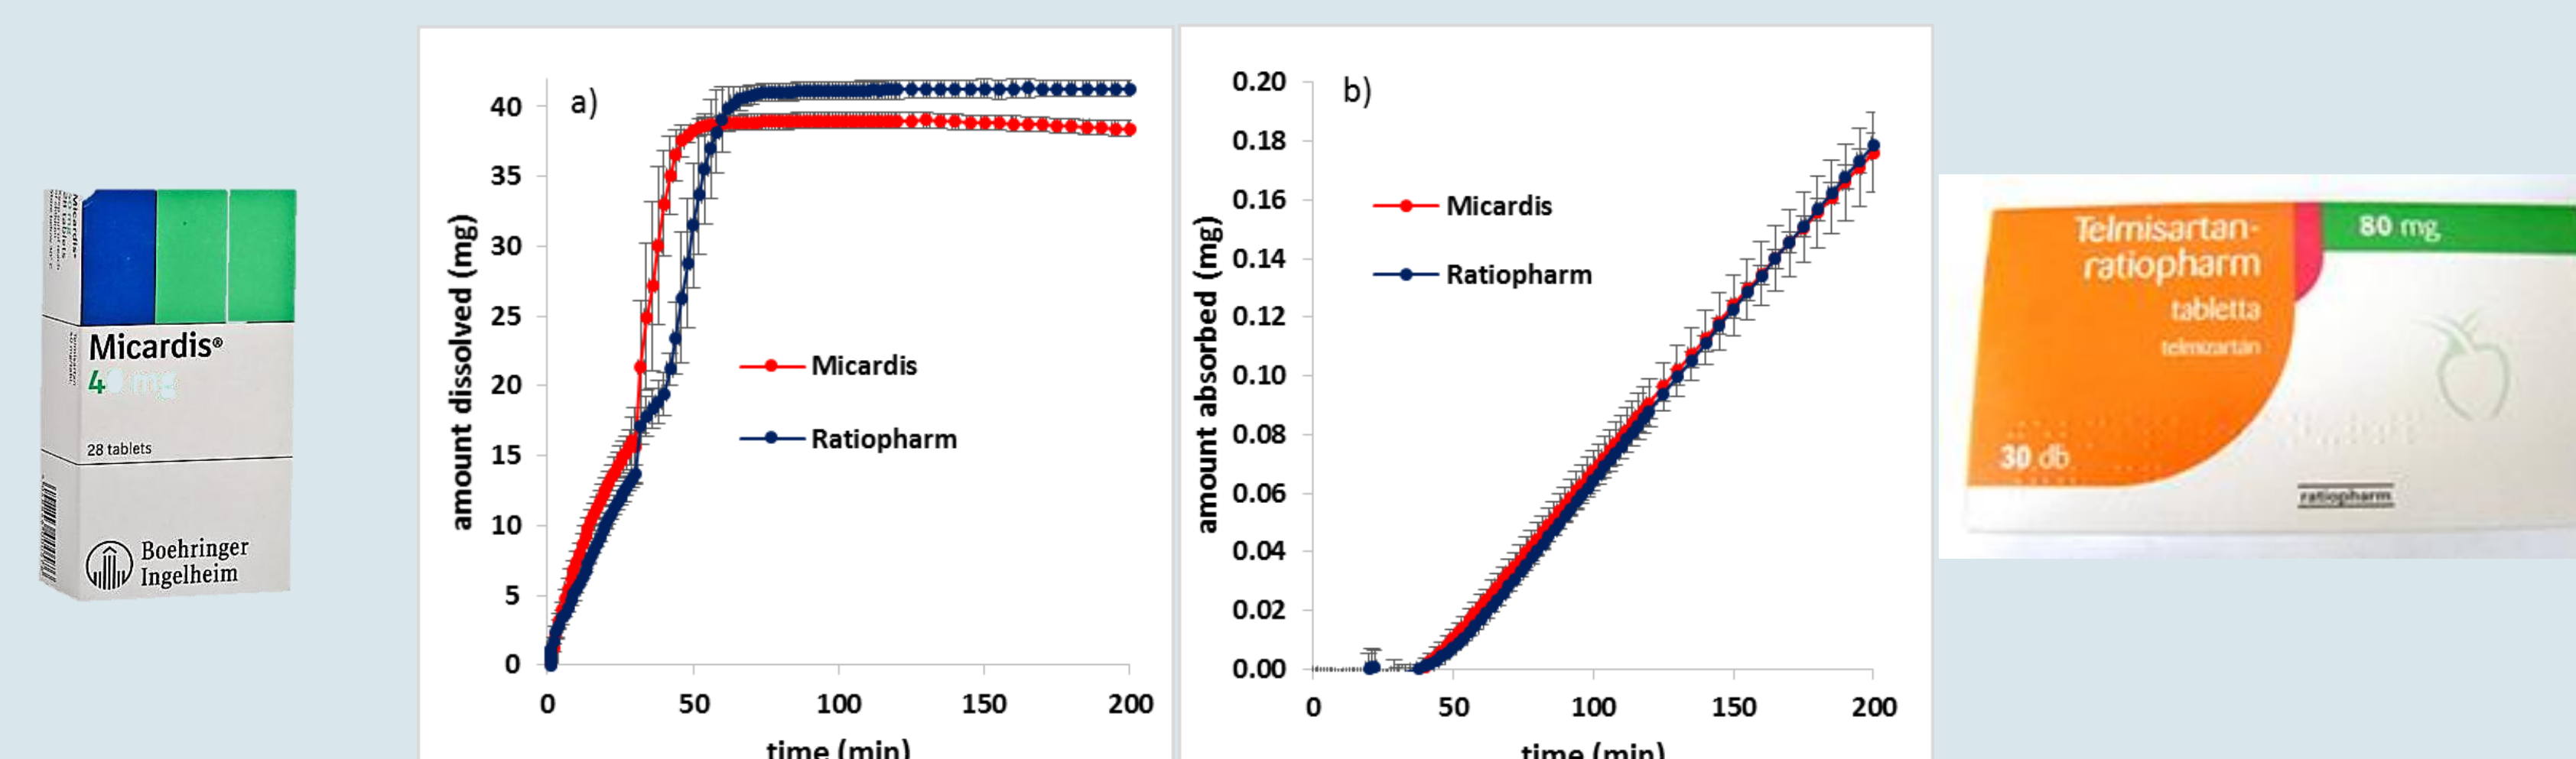 Micardis®
4 mg
28 tablets
Boehringer
Ingelheim
a)
amount dissolved (mg)
40
35
30
25
20
15
10
5
0
Micardis
Ratiopharm
0 50 100 150 200
time (min)
b)
amount absorbed (mg)
0.20
0.18
0.16
0.14
0.12
0.10
0.08
0.06
0.04
0.02
0.00
Micardis
Ratiopharm
0 50 100 150 200
time (min)
Telmisartan-
ratiopharm
tabletta
telmizartán
80 mg
30 db
ratiopharm